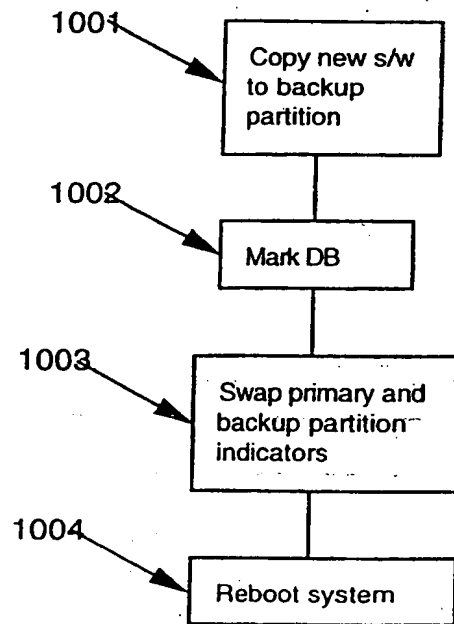 1001
Copy new s/w
to backup
partition
1002
Mark DB
1003
Swap primary and
backup partition
indicators
1004
Reboot system